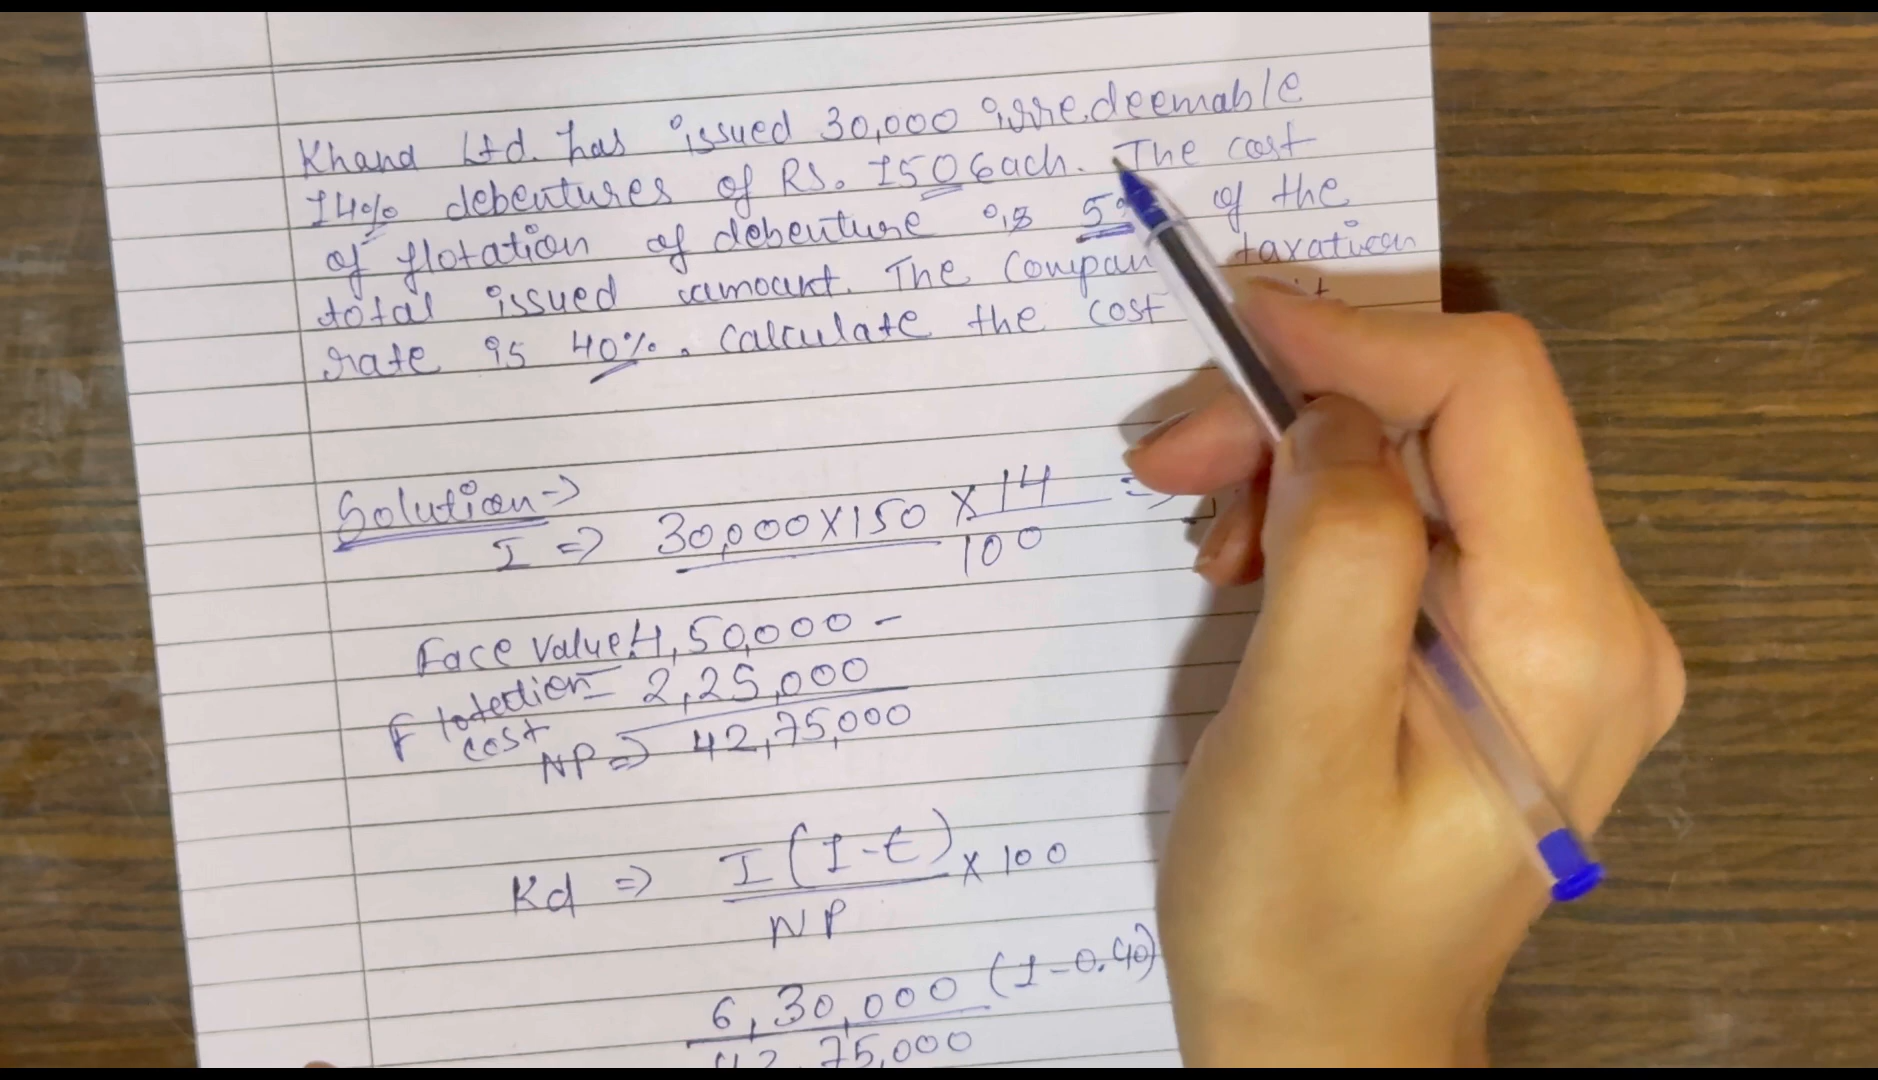 Khand Ltd. has issued 30,000 irredeemable
14% debentures of RS. 150 Each. The cost
of flotation of debenture is 5% of the
total issued amount. The Compan taxation
rate is 40%. Calculate the cost
Solution→
I ⇒ 30,000 X 150 X 14 / 100 ⇒
Face value: 4,50,000 -
Flotation = 2,25,000
cost
NP ⇒ 42,75,000
Kd ⇒ I (1-t) / NP X 100
6,30,000 (1-0.40)
42,75,000